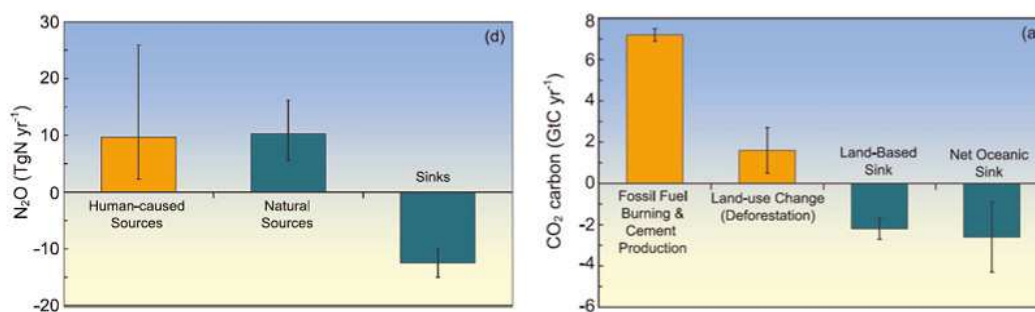 30
(d)
20
10
0
-10
-20
N₂O (TgN yr⁻¹)
Human-caused
Sources
Natural
Sources
Sinks
8
(a
6
4
2
0
-2
-4
-6
CO₂ carbon (GtC yr⁻¹)
Fossil Fuel
Burning &
Cement
Production
Land-use Change
(Deforestation)
Land-Based
Sink
Net Oceanic
Sink